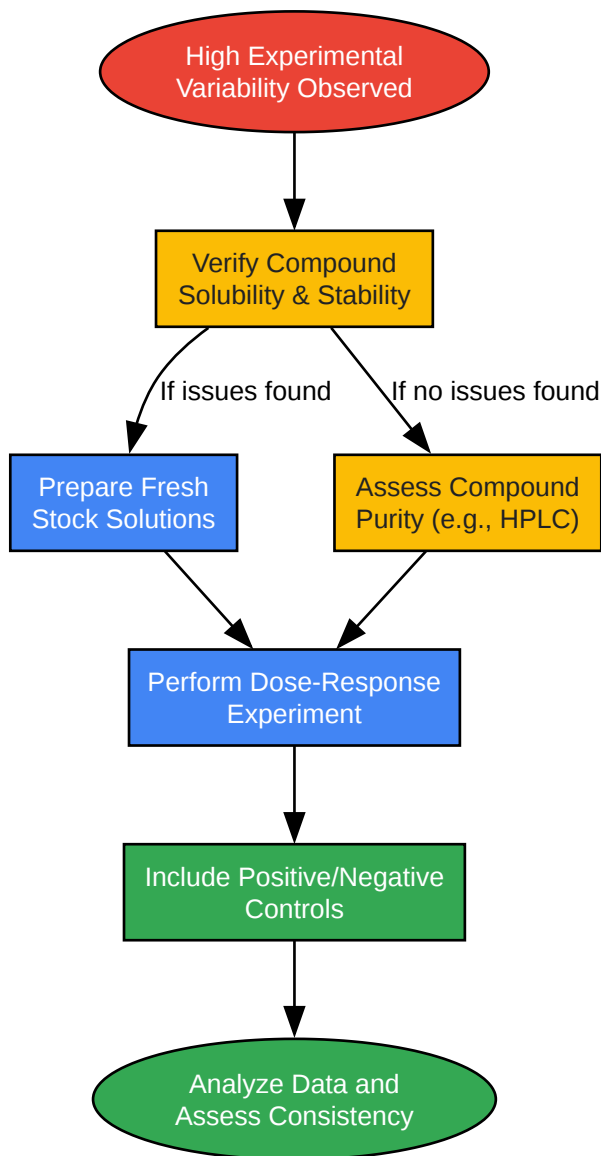 High Experimental
Variability Observed
Verify Compound
Solubility & Stability
If issues found
If no issues found
Prepare Fresh
Stock Solutions
Assess Compound
Purity (e.g., HPLC)
Perform Dose-Response
Experiment
Include Positive/Negative
Controls
Analyze Data and
Assess Consistency